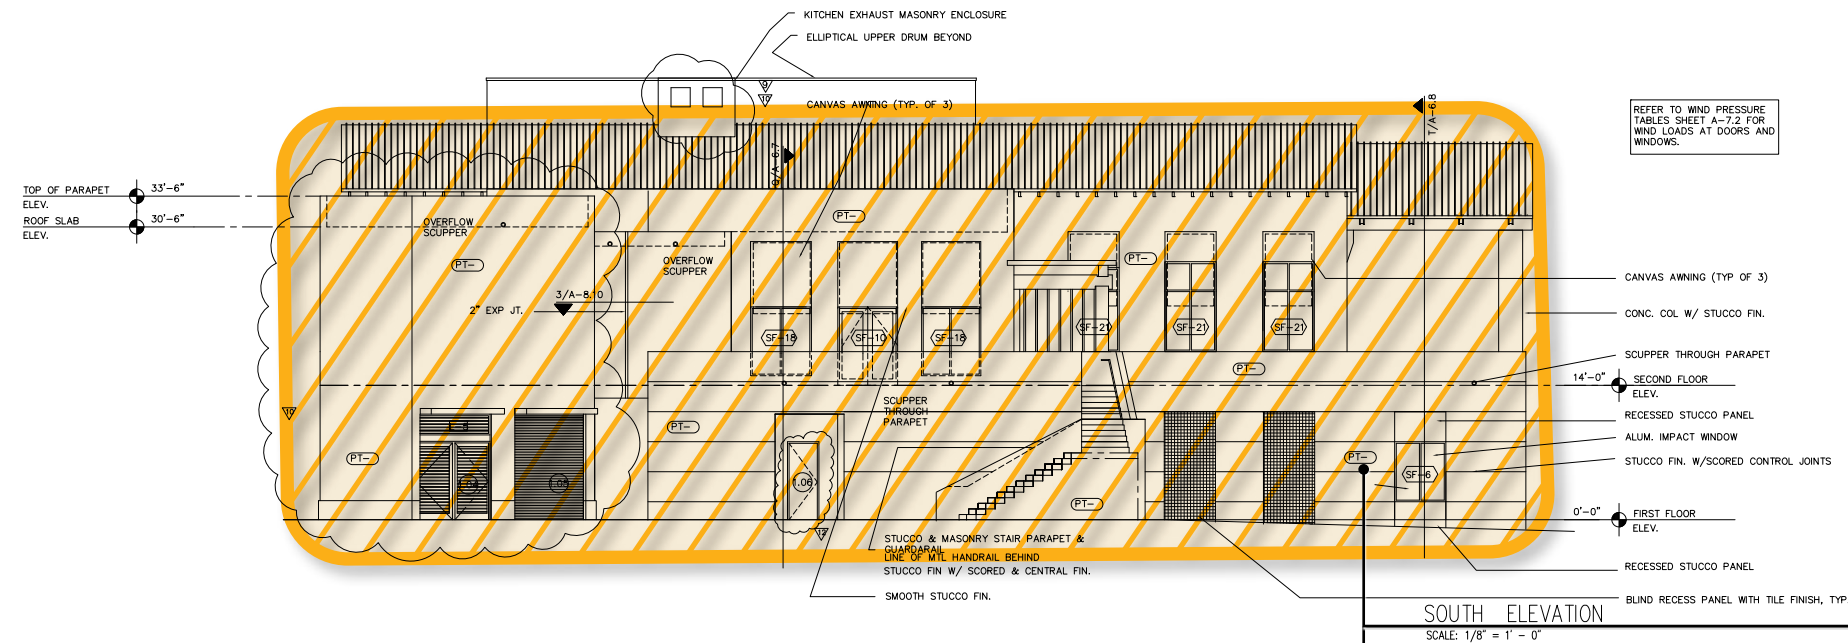 KITCHEN EXHAUST MASONRY ENCLOSURE
ELLIPTICAL UPPER DRUM BEYOND
9
10
CANVAS AWNING (TYP. OF 3)
T/A-6.8
REFER TO WIND PRESSURE
TABLES SHEET A-7.2 FOR
WIND LOADS AT DOORS AND
WINDOWS.
TOP OF PARAPET
ELEV.
33'-6"
ROOF SLAB
ELEV.
30'-6"
OVERFLOW
SCUPPER
PT-
OVERFLOW
SCUPPER
PT-
PT-
3/A-8.10
2" EXP JT.
CANVAS AWNING (TYP OF 3)
CONC. COL W/ STUCCO FIN.
SF-18
SF-10
SF-18
SF-21
SF-21
SF-21
SCUPPER THROUGH PARAPET
PT-
14'-0"
SECOND FLOOR
ELEV.
SCUPPER
THROUGH
PARAPET
10
PT-
RECESSED STUCCO PANEL
ALUM. IMPACT WINDOW
STUCCO FIN. W/SCORED CONTROL JOINTS
PT-
PT-
SF-6
1.06
PT-
0'-0"
FIRST FLOOR
ELEV.
12
STUCCO & MASONRY STAIR PARAPET &
GUARDARAIL
LINE OF MTL HANDRAIL BEHIND
STUCCO FIN W/ SCORED & CENTRAL FIN.
SMOOTH STUCCO FIN.
RECESSED STUCCO PANEL
BLIND RECESS PANEL WITH TILE FINISH, TYP
SOUTH ELEVATION
SCALE: 1/8" = 1' - 0"